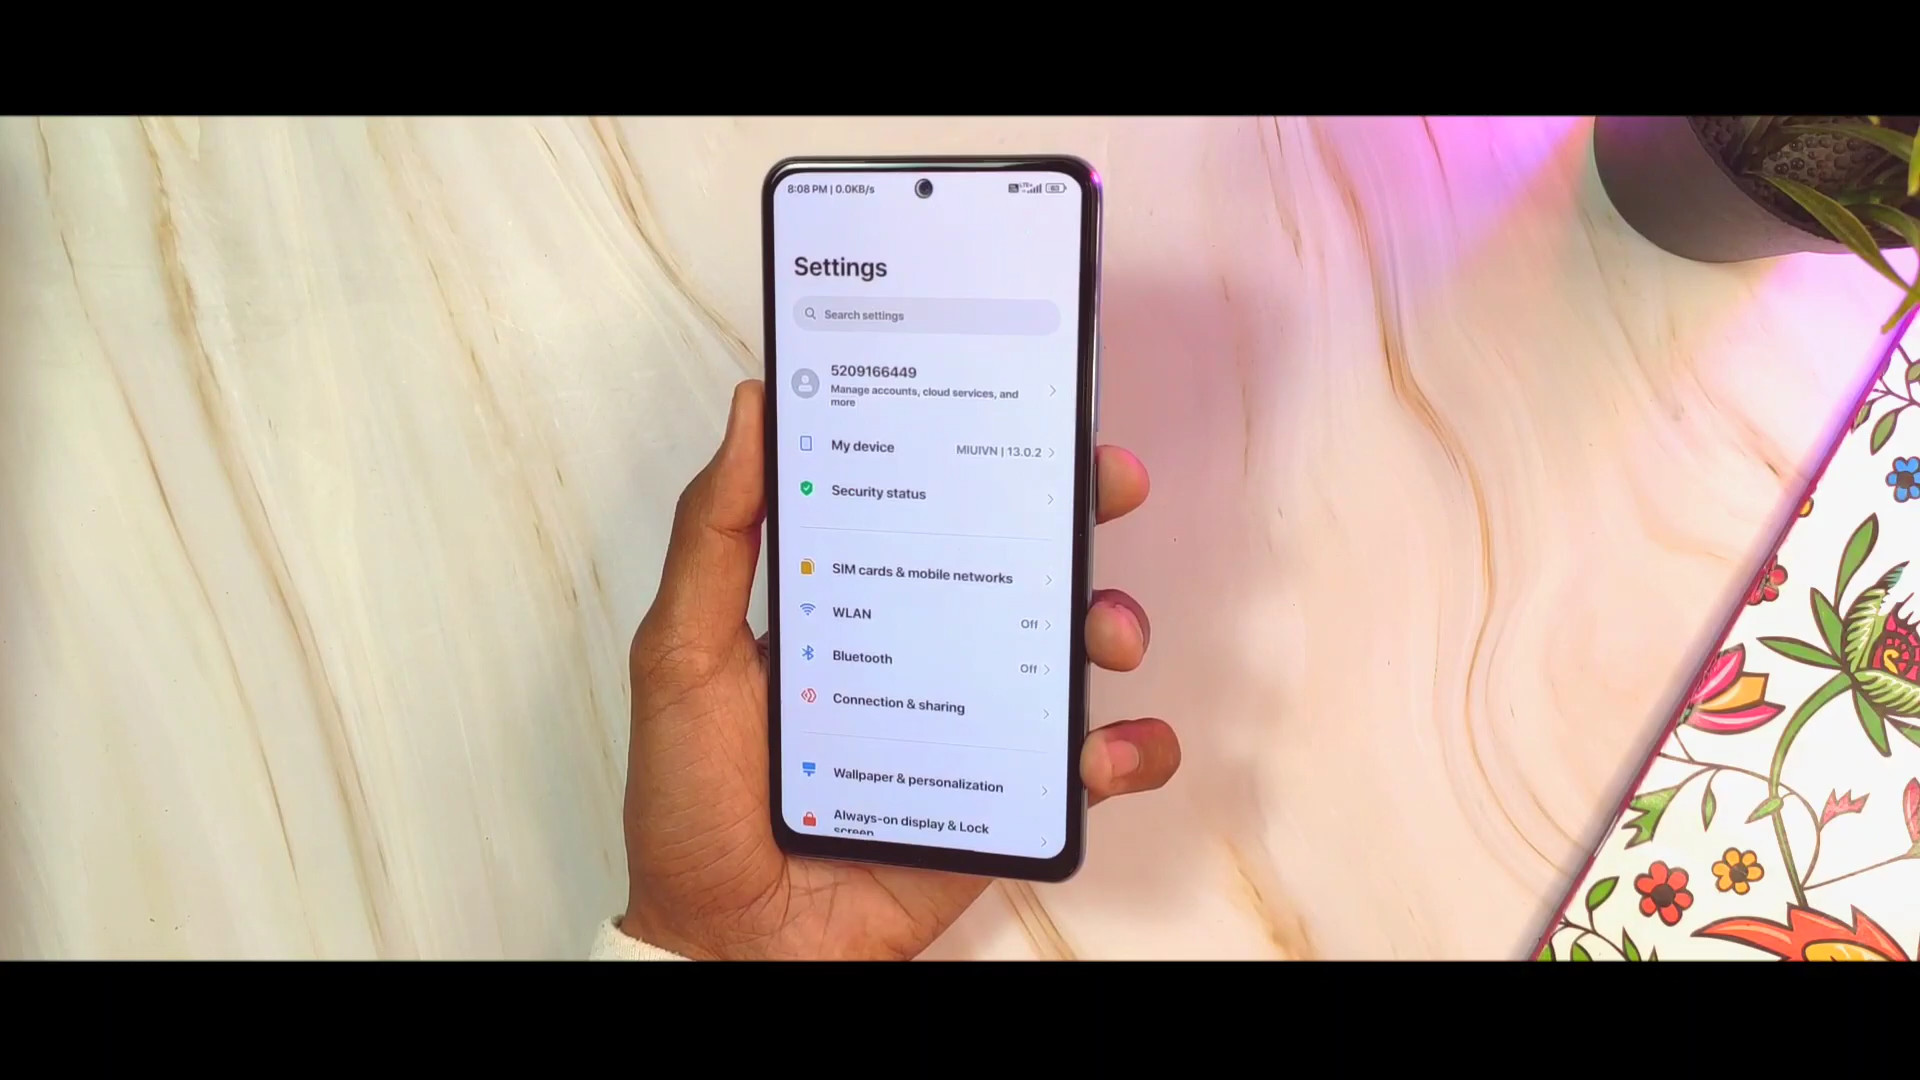 8:08 PM | 0.0KB/s
63
Settings
Search settings
5209166449
Manage accounts, cloud services, and
more
My device
MIUIVN | 13.0.2
Security status
SIM cards & mobile networks
WLAN
Off
Bluetooth
Off
Connection & sharing
Wallpaper & personalization
Always-on display & Lock
screen